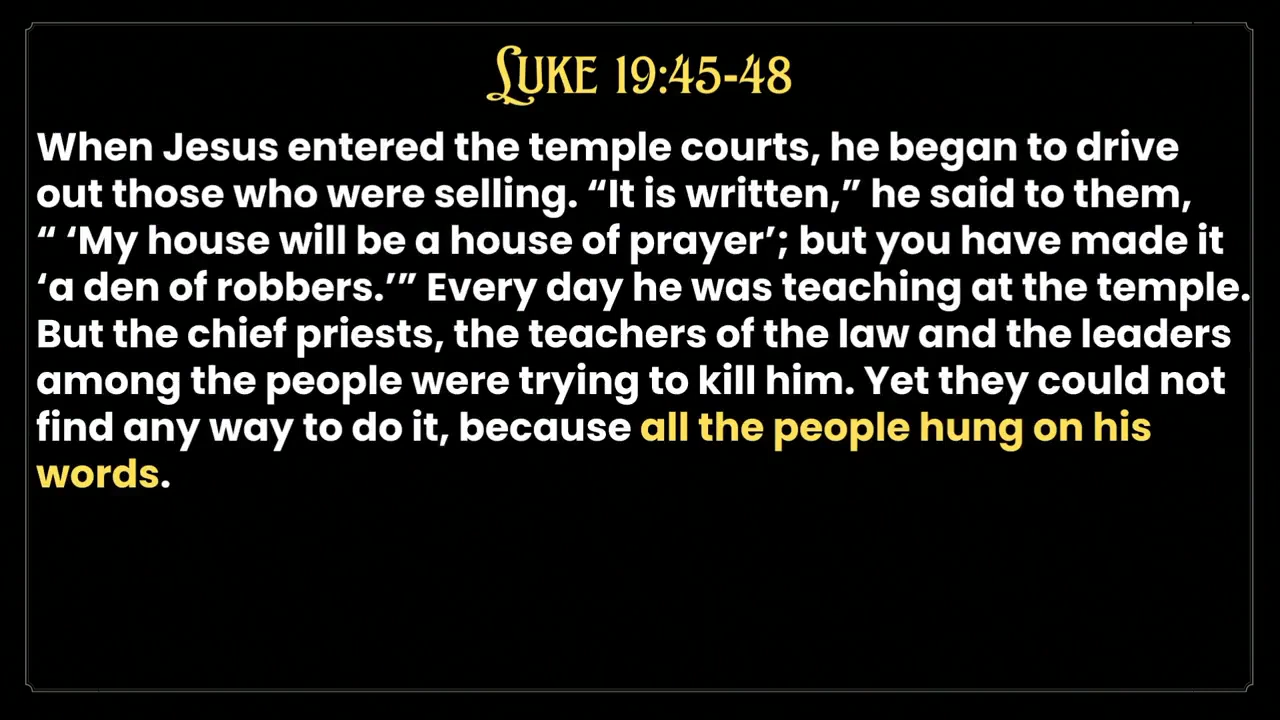 Luke 19:45-48
When Jesus entered the temple courts, he began to drive
out those who were selling. “It is written,” he said to them,
“ ‘My house will be a house of prayer’; but you have made it
‘a den of robbers.’” Every day he was teaching at the temple.
But the chief priests, the teachers of the law and the leaders
among the people were trying to kill him. Yet they could not
find any way to do it, because all the people hung on his
words.